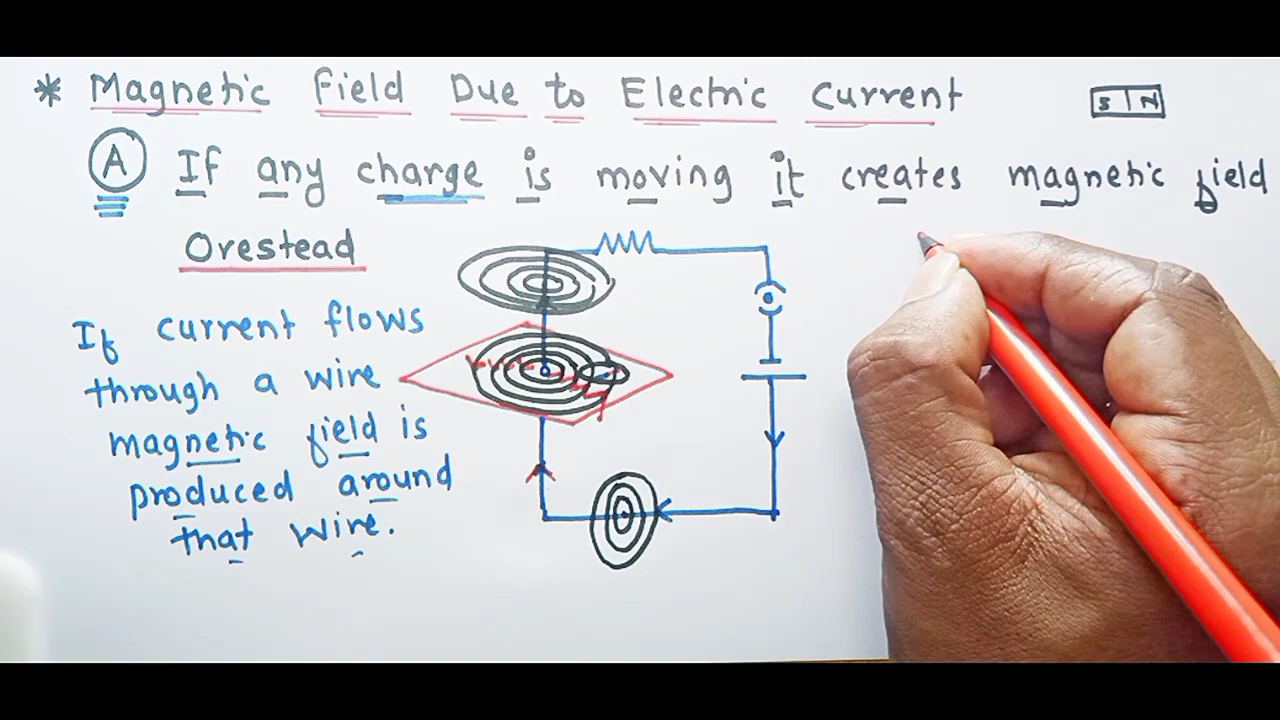 * Magnetic Field Due to Electric Current
S N
A If any charge is moving it creates magnetic field
Orestead
If current flows
through a wire
magnetic field is
produced around
that wire.